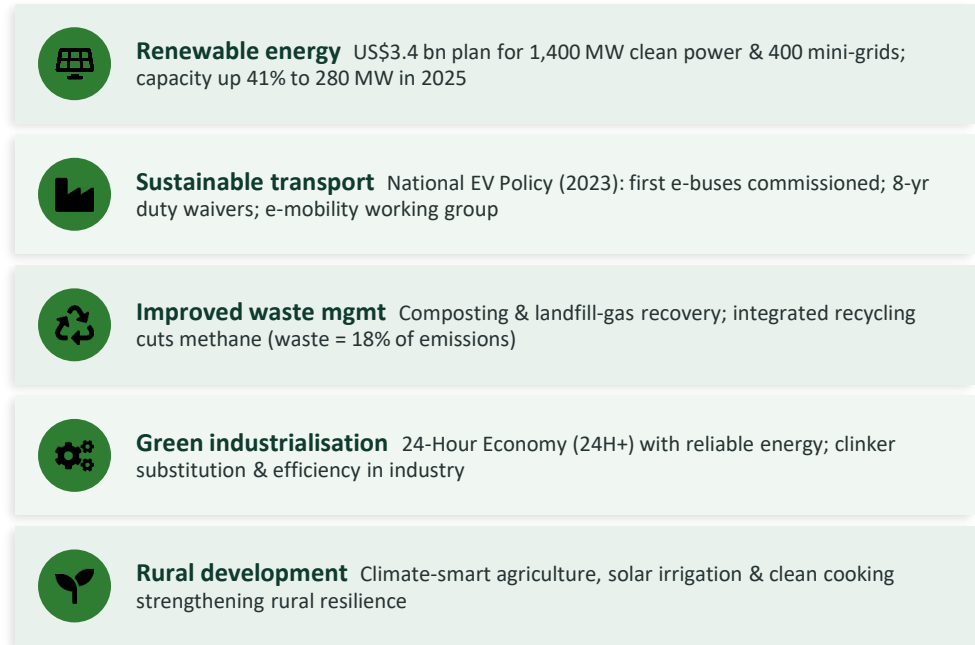 Renewable energy US$3.4 bn plan for 1,400 MW clean power & 400 mini-grids;
capacity up 41% to 280 MW in 2025
Sustainable transport National EV Policy (2023): first e-buses commissioned; 8-yr
duty waivers; e-mobility working group
Improved waste mgmt Composting & landfill-gas recovery; integrated recycling
cuts methane (waste = 18% of emissions)
Green industrialisation 24-Hour Economy (24H+) with reliable energy; clinker
substitution & efficiency in industry
Rural development Climate-smart agriculture, solar irrigation & clean cooking
strengthening rural resilience